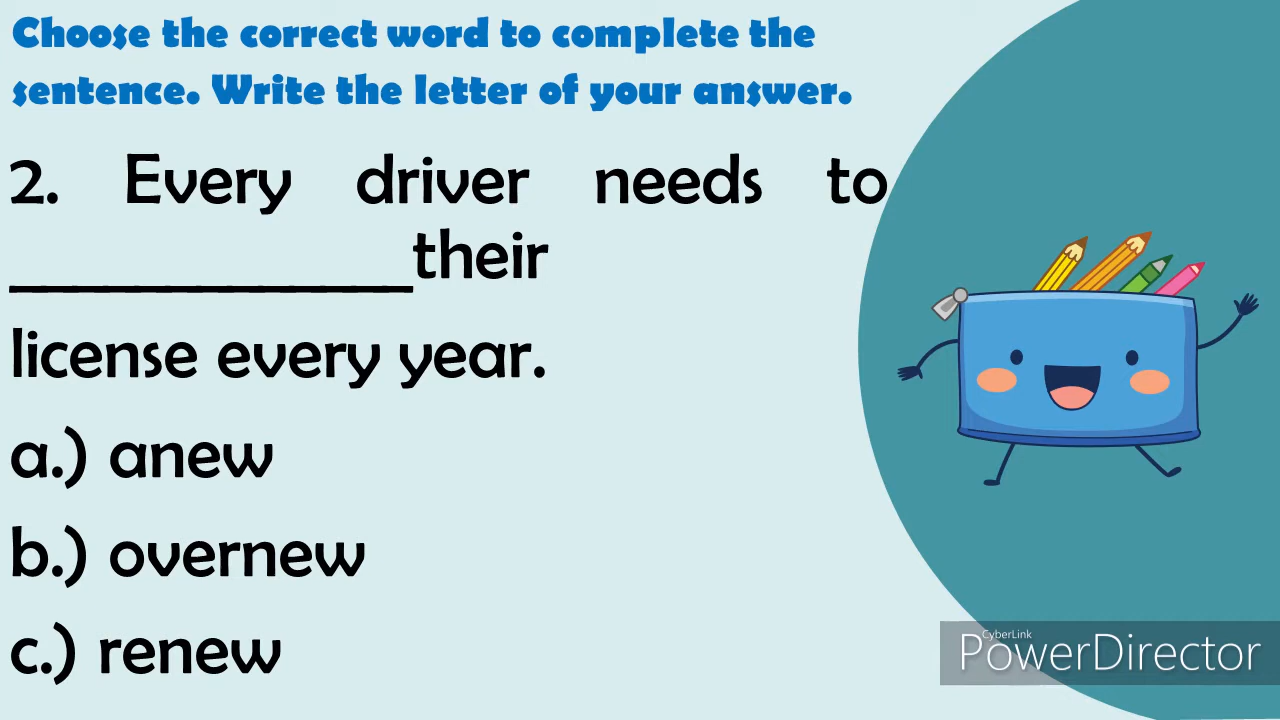 Choose the correct word to complete the
sentence. Write the letter of your answer.
2. Every driver needs to
_______________their
license every year.
a.) anew
b.) overnew
c.) renew
CyberLink
PowerDirector